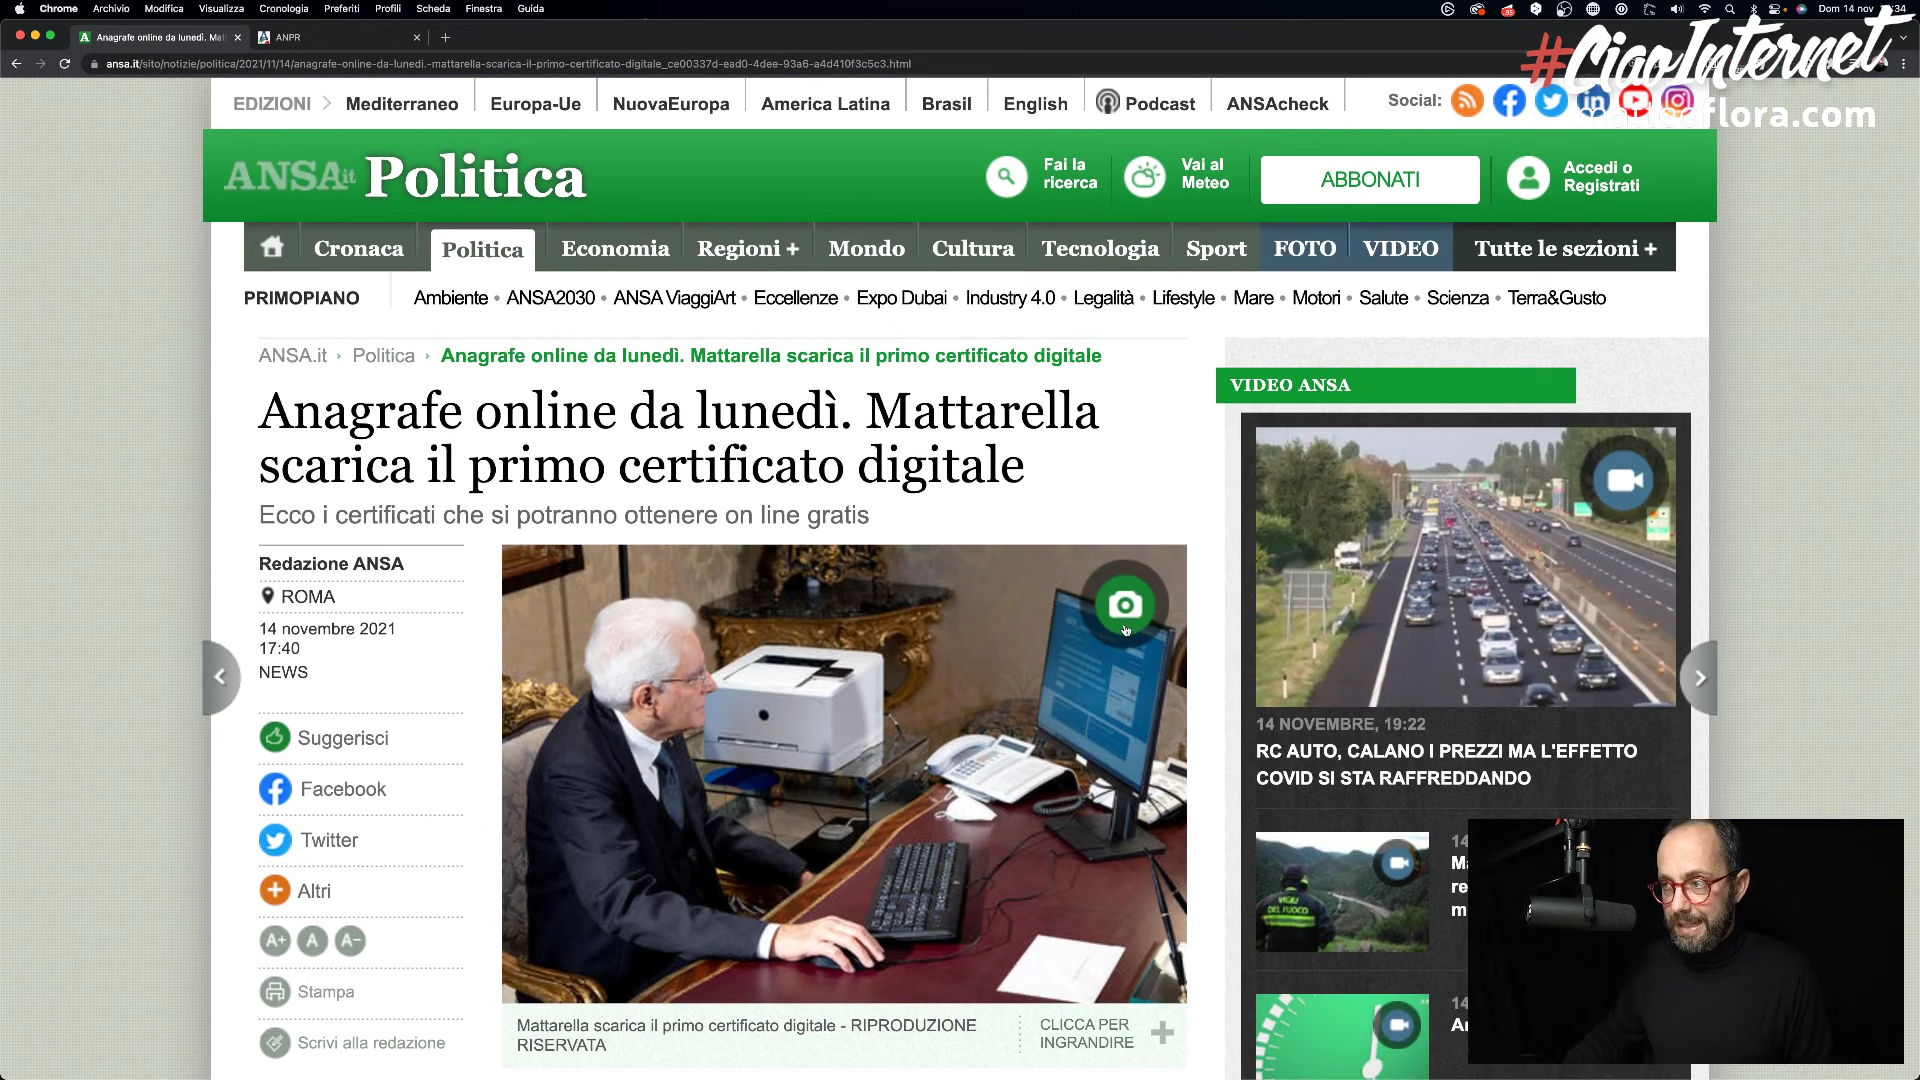 Chrome Archivio Modifica Visualizza Cronologia Preferiti Profili Scheda Finestra Guida
Dom 14 nov
Anagrafe online da lunedì. Mat
ANPR
ansa.it/sito/notizie/politica/2021/11/14/anagrafe-online-da-lunedi.-mattarella-scarica-il-primo-certificato-digitale_ce00337d-ead0-4dee-93a6-a4d410f3c5c3.html
#CiaoInternet
EDIZIONI Mediterraneo Europa-Ue NuovaEuropa America Latina Brasil English Podcast ANSAcheck Social:
ANSA.it Politica
Fai la
ricerca
Vai al
Meteo
ABBONATI
Accedi o
Registrati
Cronaca Politica Economia Regioni + Mondo Cultura Tecnologia Sport FOTO VIDEO Tutte le sezioni +
PRIMOPIANO Ambiente • ANSA2030 • ANSA ViaggiArt • Eccellenze • Expo Dubai • Industry 4.0 • Legalità • Lifestyle • Mare • Motori • Salute • Scienza • Terra&Gusto
ANSA.it › Politica › Anagrafe online da lunedì. Mattarella scarica il primo certificato digitale
Anagrafe online da lunedì. Mattarella
scarica il primo certificato digitale
Ecco i certificati che si potranno ottenere on line gratis
Redazione ANSA
ROMA
14 novembre 2021
17:40
NEWS
Suggerisci
Facebook
Twitter
Altri
A+ A A-
Stampa
Scrivi alla redazione
Mattarella scarica il primo certificato digitale - RIPRODUZIONE
RISERVATA
CLICCA PER
INGRANDIRE
VIDEO ANSA
14 NOVEMBRE, 19:22
RC AUTO, CALANO I PREZZI MA L'EFFETTO
COVID SI STA RAFFREDDANDO
VIGILI
DEL FUOCO